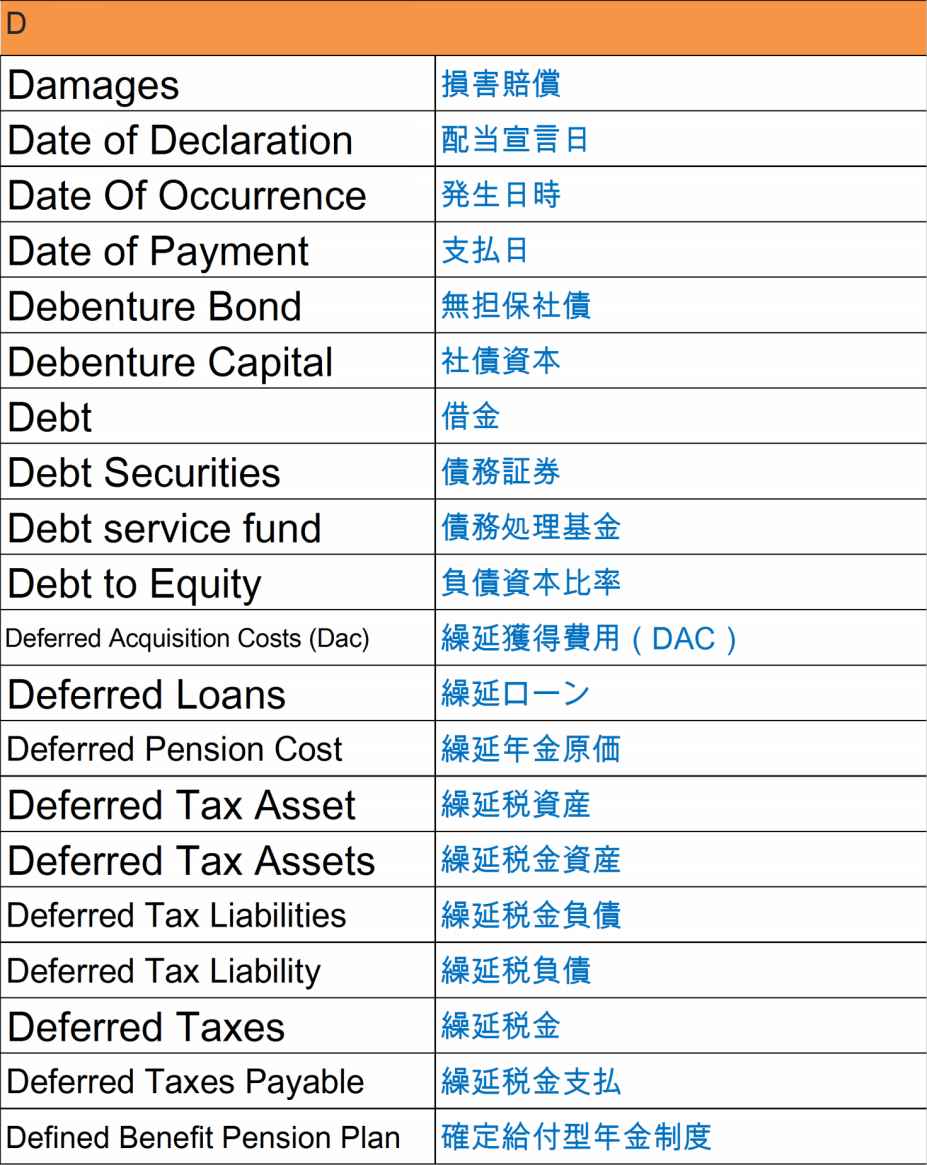 D
Damages 損害賠償
Date of Declaration 配当宣言日
Date Of Occurrence 発生日時
Date of Payment 支払日
Debenture Bond 無担保社債
Debenture Capital 社債資本
Debt 借金
Debt Securities 債務証券
Debt service fund 債務処理基金
Debt to Equity 負債資本比率
Deferred Acquisition Costs (Dac) 繰延獲得費用（DAC）
Deferred Loans 繰延ローン
Deferred Pension Cost 繰延年金原価
Deferred Tax Asset 繰延税資産
Deferred Tax Assets 繰延税金資産
Deferred Tax Liabilities 繰延税金負債
Deferred Tax Liability 繰延税負債
Deferred Taxes 繰延税金
Deferred Taxes Payable 繰延税金支払
Defined Benefit Pension Plan 確定給付型年金制度